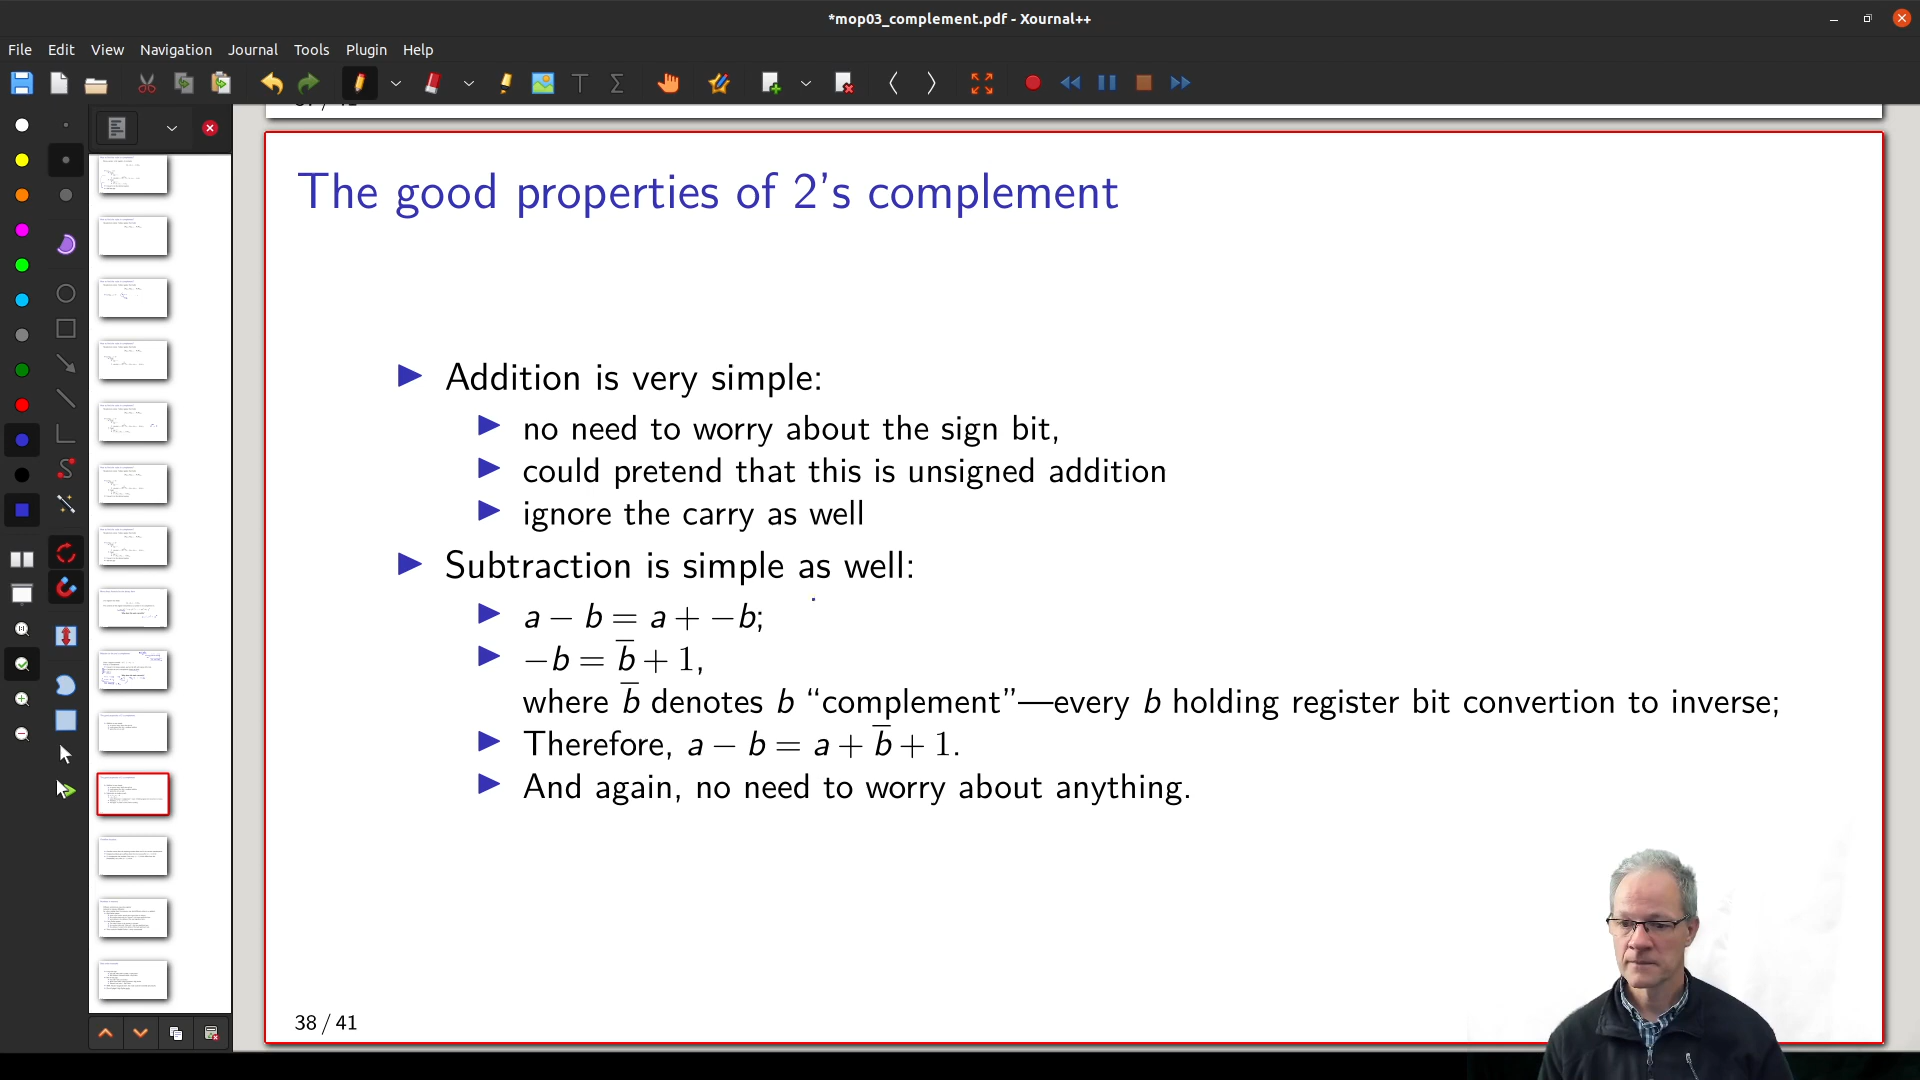 *mop03_complement.pdf - Xournal++
File Edit View Navigation Journal Tools Plugin Help
The good properties of 2's complement
▶ Addition is very simple:
▶ no need to worry about the sign bit,
▶ could pretend that this is unsigned addition
▶ ignore the carry as well
▶ Subtraction is simple as well:
▶ a − b = a + −b;
▶ −b = b̅ + 1,
where b̅ denotes b “complement”—every b holding register bit convertion to inverse;
▶ Therefore, a − b = a + b̅ + 1.
▶ And again, no need to worry about anything.
38 / 41